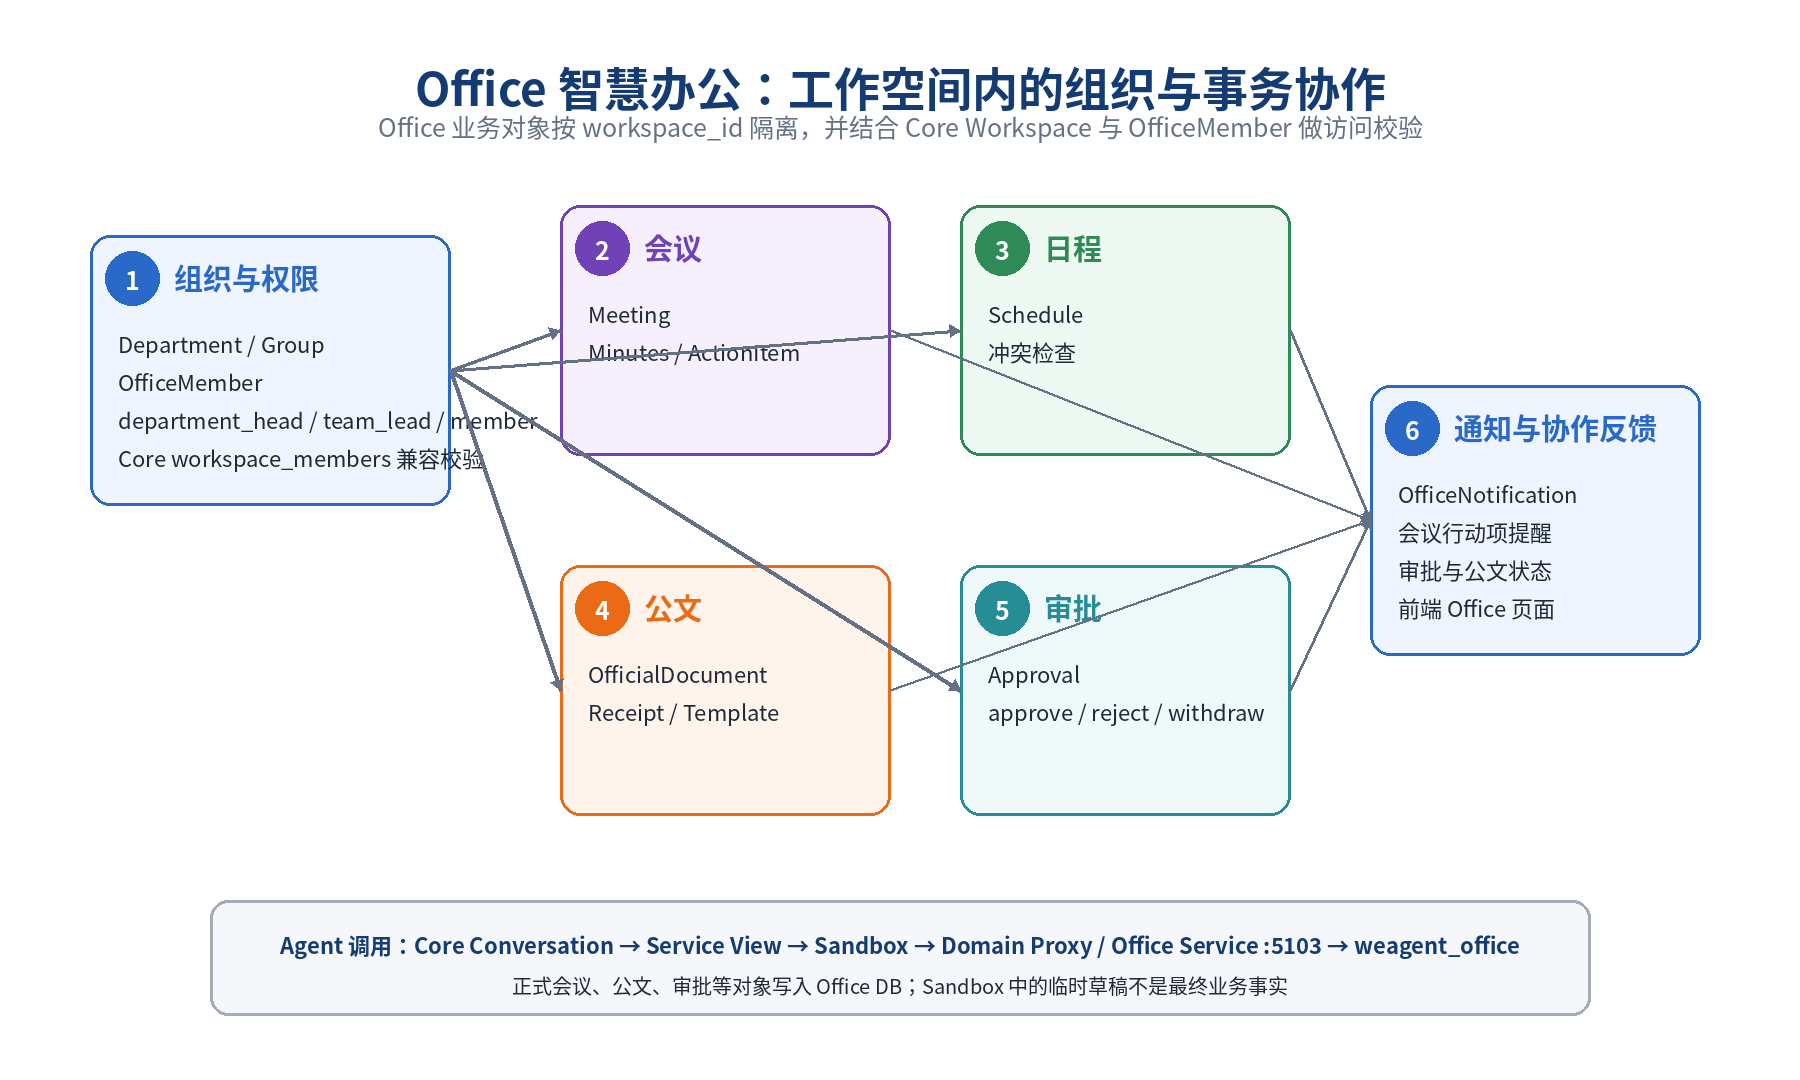 Office 智慧办公：工作空间内的组织与事务协作
Office 业务对象按 workspace_id 隔离，并结合 Core Workspace 与 OfficeMember 做访问校验
1 组织与权限
Department / Group
OfficeMember
department_head / team_lead / member
Core workspace_members 兼容校验
2 会议
Meeting
Minutes / ActionItem
3 日程
Schedule
冲突检查
4 公文
OfficialDocument
Receipt / Template
5 审批
Approval
approve / reject / withdraw
6 通知与协作反馈
OfficeNotification
会议行动项提醒
审批与公文状态
前端 Office 页面
Agent 调用：Core Conversation → Service View → Sandbox → Domain Proxy / Office Service :5103 → weagent_office
正式会议、公文、审批等对象写入 Office DB；Sandbox 中的临时草稿不是最终业务事实